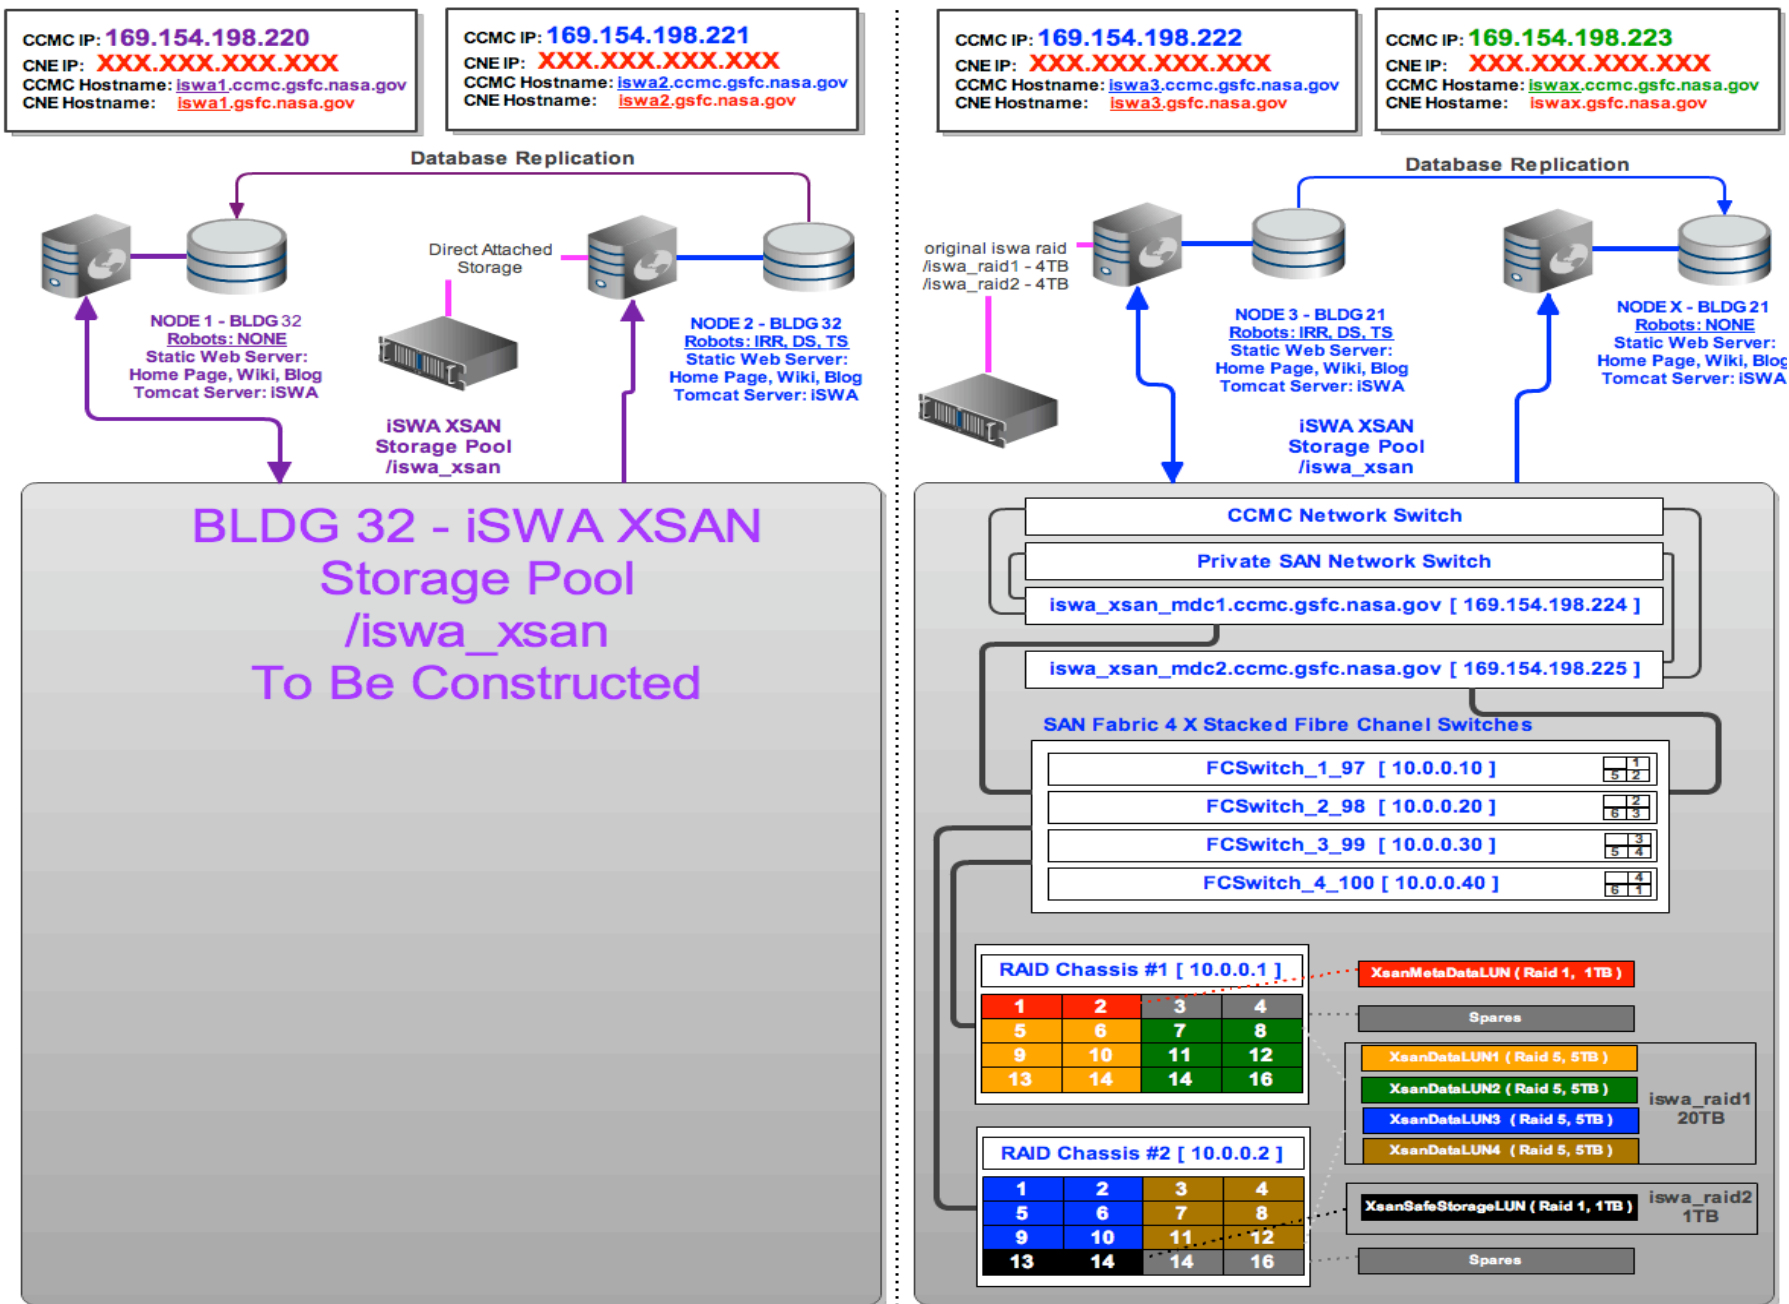 CCMC IP: 169.154.198.220
CNE IP: XXX.XXX.XXX.XXX
CCMC Hostname: iswa1.ccmc.gsfc.nasa.gov
CNE Hostname: iswa1.gsfc.nasa.gov
CCMC IP: 169.154.198.221
CNE IP: XXX.XXX.XXX.XXX
CCMC Hostname: iswa2.ccmc.gsfc.nasa.gov
CNE Hostname: iswa2.gsfc.nasa.gov
CCMC IP: 169.154.198.222
CNE IP: XXX.XXX.XXX.XXX
CCMC Hostname: iswa3.ccmc.gsfc.nasa.gov
CNE Hostname: iswa3.gsfc.nasa.gov
CCMC IP: 169.154.198.223
CNE IP: XXX.XXX.XXX.XXX
CCMC Hostame: iswax.ccmc.gsfc.nasa.gov
CNE Hostame: iswax.gsfc.nasa.gov
Database Replication
Direct Attached
Storage
NODE 1 - BLDG 32
Robots: NONE
Static Web Server:
Home Page, Wiki, Blog
Tomcat Server: iSWA
NODE 2 - BLDG 32
Robots: IRR, DS, TS
Static Web Server:
Home Page, Wiki, Blog
Tomcat Server: iSWA
iSWA XSAN
Storage Pool
/iswa_xsan
BLDG 32 - iSWA XSAN
Storage Pool
/iswa_xsan
To Be Constructed
Database Replication
original iswa raid
/iswa_raid1 - 4TB
/iswa_raid2 - 4TB
NODE 3 - BLDG 21
Robots: IRR, DS, TS
Static Web Server:
Home Page, Wiki, Blog
Tomcat Server: iSWA
NODE X - BLDG 21
Robots: NONE
Static Web Server:
Home Page, Wiki, Blog
Tomcat Server: iSWA
iSWA XSAN
Storage Pool
/iswa_xsan
CCMC Network Switch
Private SAN Network Switch
iswa_xsan_mdc1.ccmc.gsfc.nasa.gov [ 169.154.198.224 ]
iswa_xsan_mdc2.ccmc.gsfc.nasa.gov [ 169.154.198.225 ]
SAN Fabric 4 X Stacked Fibre Chanel Switches
FCSwitch_1_97 [ 10.0.0.10 ]
1
5 2
FCSwitch_2_98 [ 10.0.0.20 ]
2
6 3
FCSwitch_3_99 [ 10.0.0.30 ]
3
5 4
FCSwitch_4_100 [ 10.0.0.40 ]
4
6 1
RAID Chassis #1 [ 10.0.0.1 ]
1 2 3 4
5 6 7 8
9 10 11 12
13 14 14 16
XsanMetaDataLUN ( Raid 1, 1TB )
Spares
XsanDataLUN1 ( Raid 5, 5TB )
XsanDataLUN2 ( Raid 5, 5TB )
XsanDataLUN3 ( Raid 5, 5TB )
XsanDataLUN4 ( Raid 5, 5TB )
iswa_raid1
20TB
RAID Chassis #2 [ 10.0.0.2 ]
1 2 3 4
5 6 7 8
9 10 11 12
13 14 14 16
XsanSafeStorageLUN ( Raid 1, 1TB )
iswa_raid2
1TB
Spares